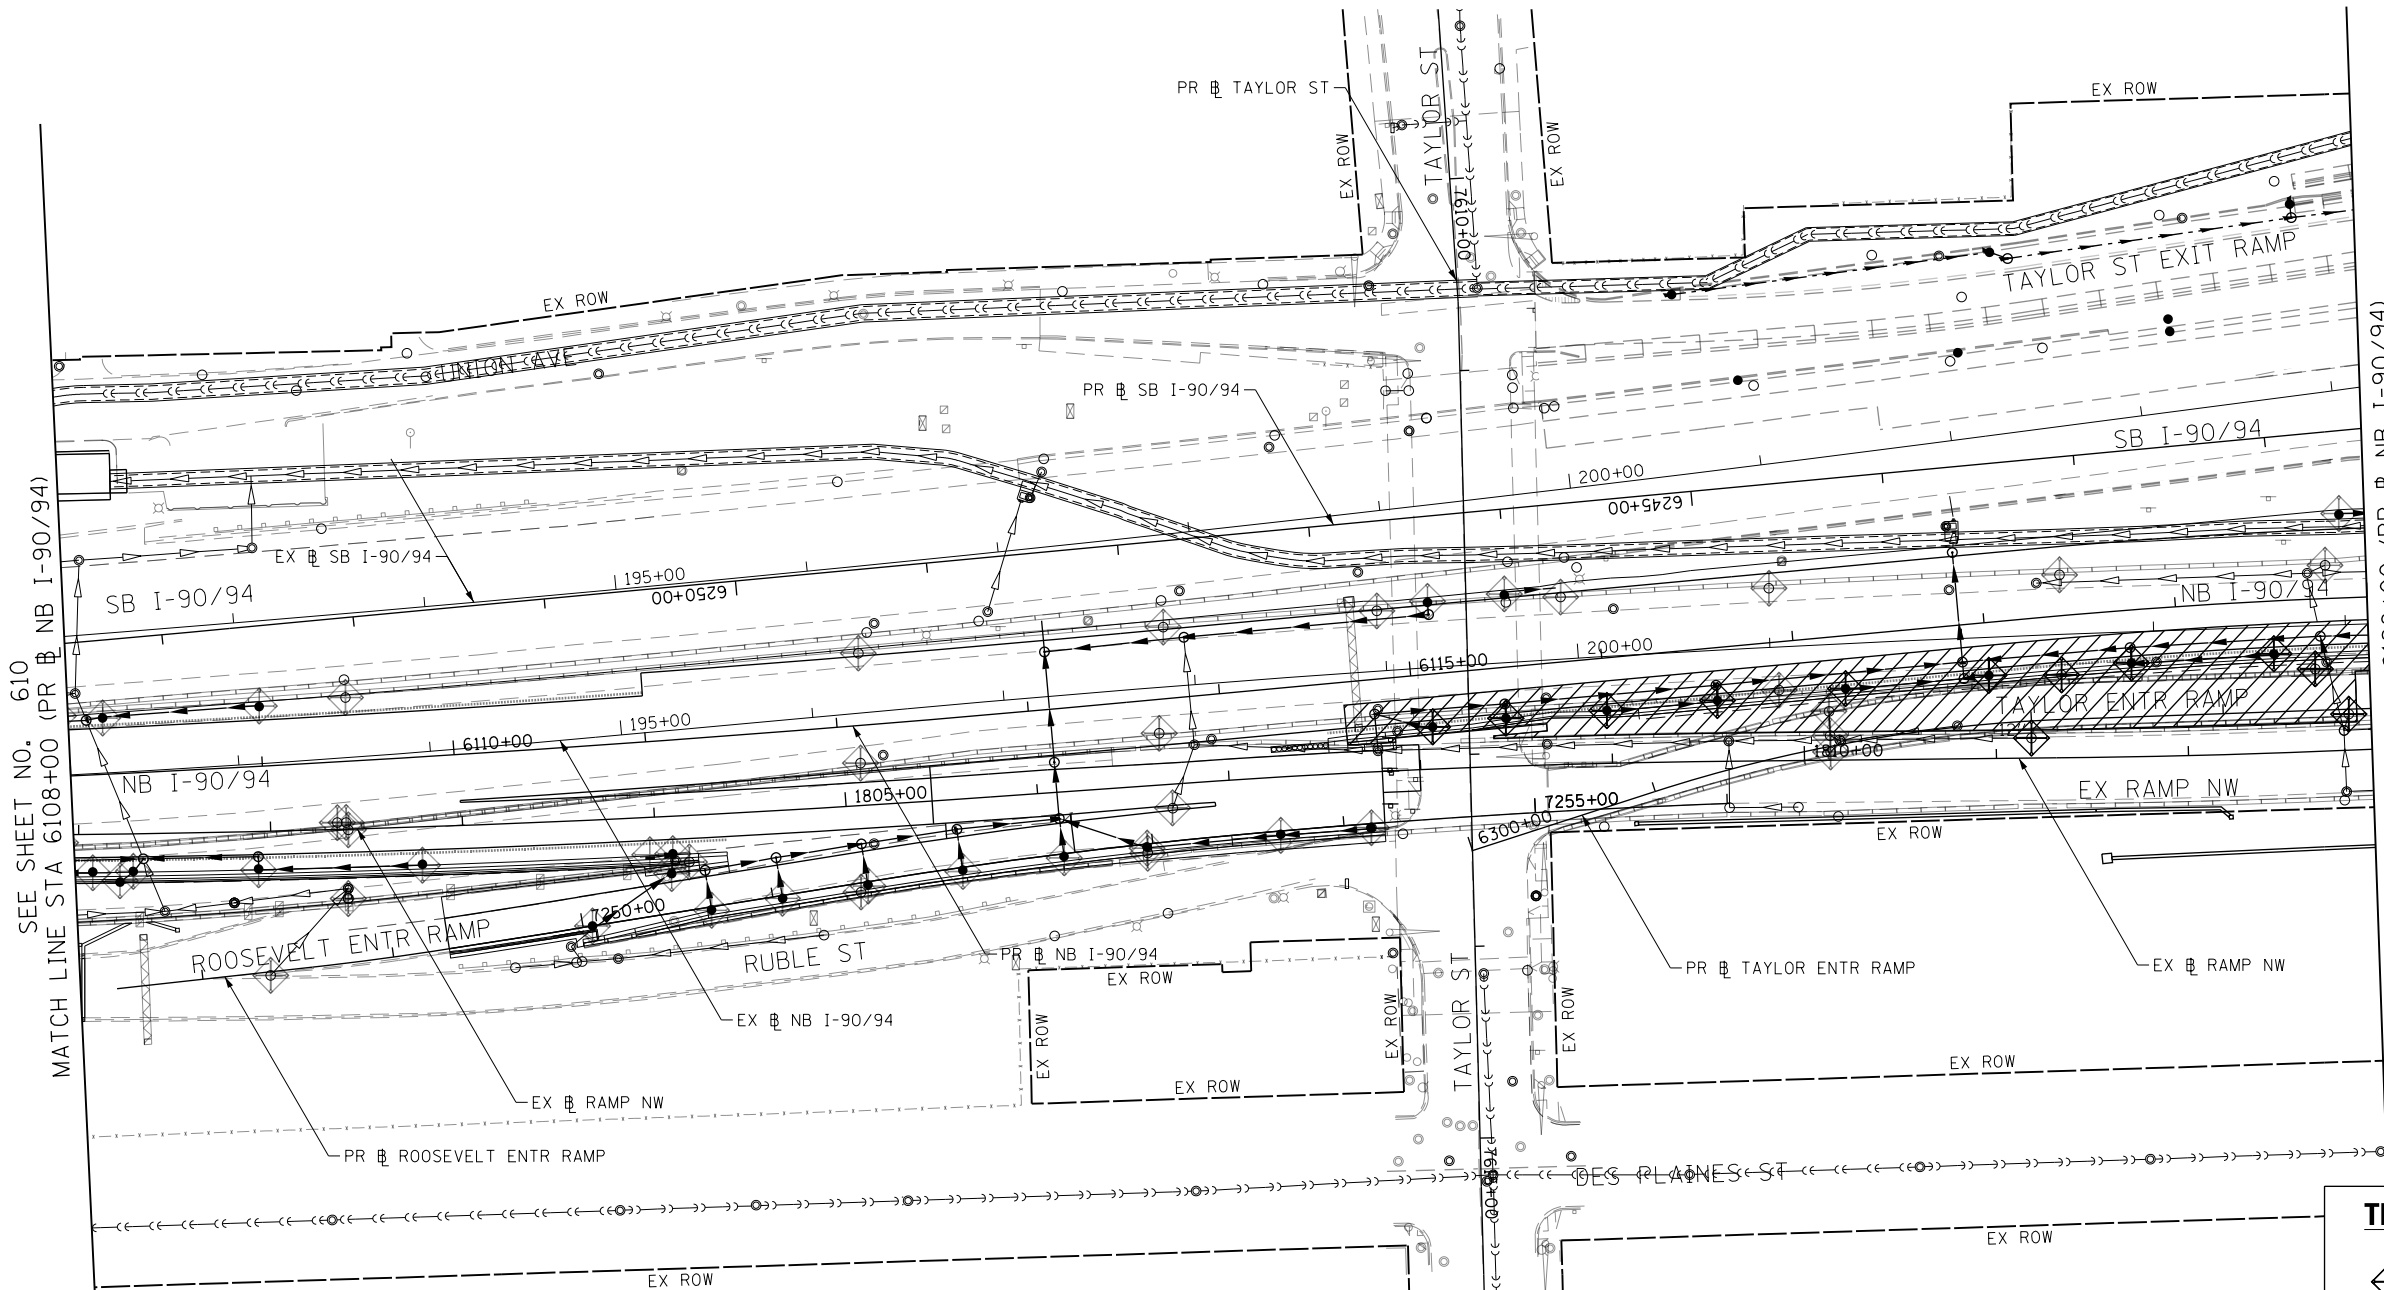 PR ⅊ TAYLOR ST
TAYLOR ST
EX ROW
EX ROW
EX ROW
7610+00
EX ROW
TAYLOR ST EXIT RAMP
UNION AVE
PR ⅊ SB I-90/94
SB I-90/94
200+00
6245+00
EX ⅊ SB I-90/94
SB I-90/94
195+00
6250+00
NB I-90/94
200+00
6115+00
TAYLOR ENTR RAMP
195+00
6110+00
1810+00
NB I-90/94
1805+00
7255+00
EX RAMP NW
6300+00
EX ROW
SEE SHEET NO. 610
MATCH LINE STA 6108+00 (PR ⅊ NB I-90/94)
(PR ⅊ NB I-90/94)
7250+00
ROOSEVELT ENTR RAMP
RUBLE ST
PR ⅊ NB I-90/94
EX ROW
PR ⅊ TAYLOR ENTR RAMP
EX ⅊ RAMP NW
EX ⅊ NB I-90/94
EX ROW
EX ROW
TAYLOR ST
EX ROW
EX ROW
EX ROW
EX ⅊ RAMP NW
PR ⅊ ROOSEVELT ENTR RAMP
DES PLAINES ST
EX ROW
EX ROW